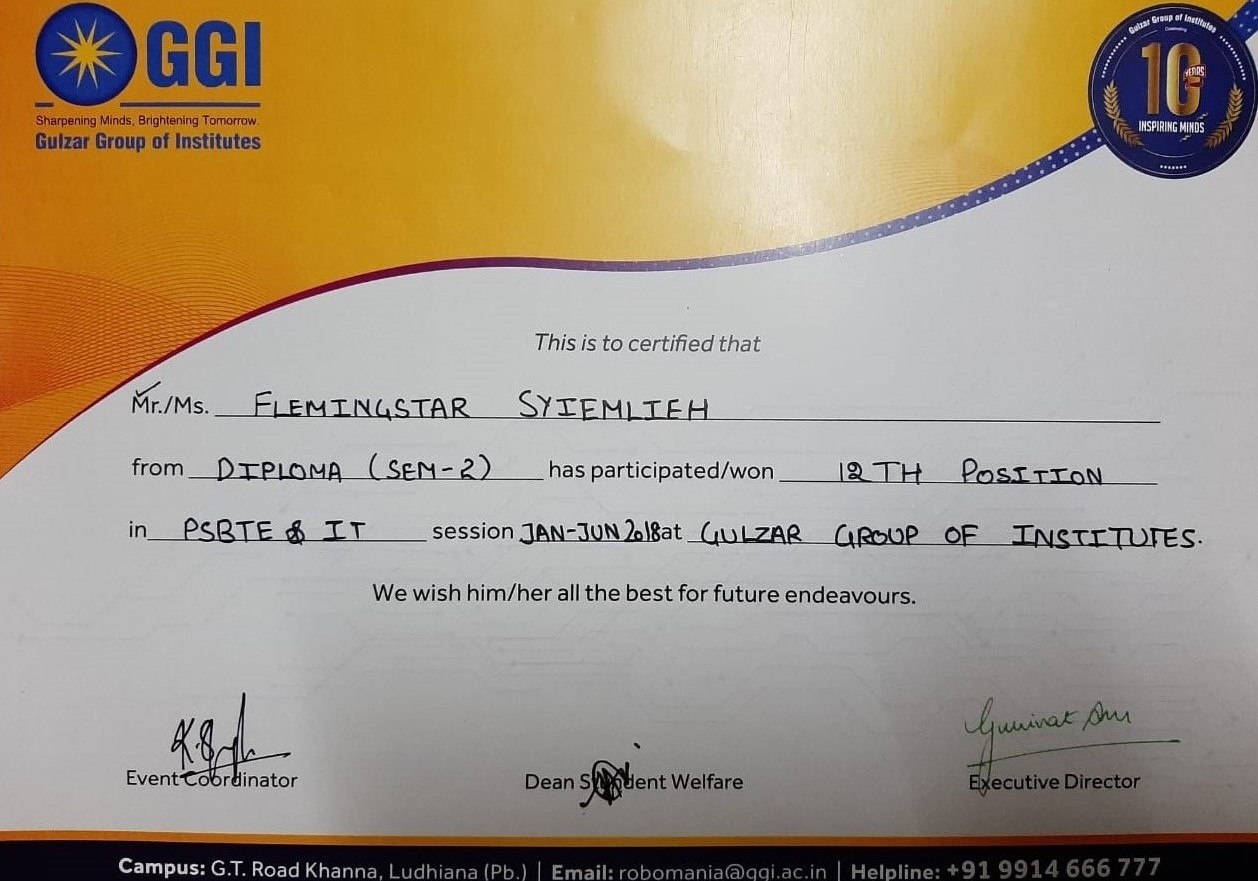 GGI
Sharpening Minds, Brightening Tomorrow.
Gulzar Group of Institutes
Gulzar Group of Institutes
Celebrating
10 YEARS
INSPIRING MINDS
This is to certified that
Mr./Ms. FLEMINGSTAR SYIEMLIEH
from DIPLOMA (SEM-2) has participated/won 12TH POSITION
in PSBTE & IT session JAN-JUN 2018 at GULZAR GROUP OF INSTITUTES.
We wish him/her all the best for future endeavours.
Event Coordinator
Dean Student Welfare
Executive Director
Campus: G.T. Road Khanna, Ludhiana (Pb.) | Email: robomania@ggi.ac.in | Helpline: +91 9914 666 777